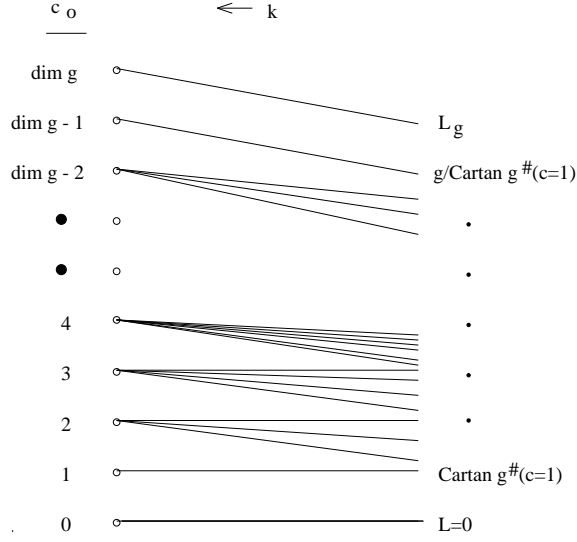 c o k
dim g
dim g - 1 L g
dim g - 2 g/Cartan g #(c=1)
4
3
2
1 Cartan g #(c=1)
0 L=0